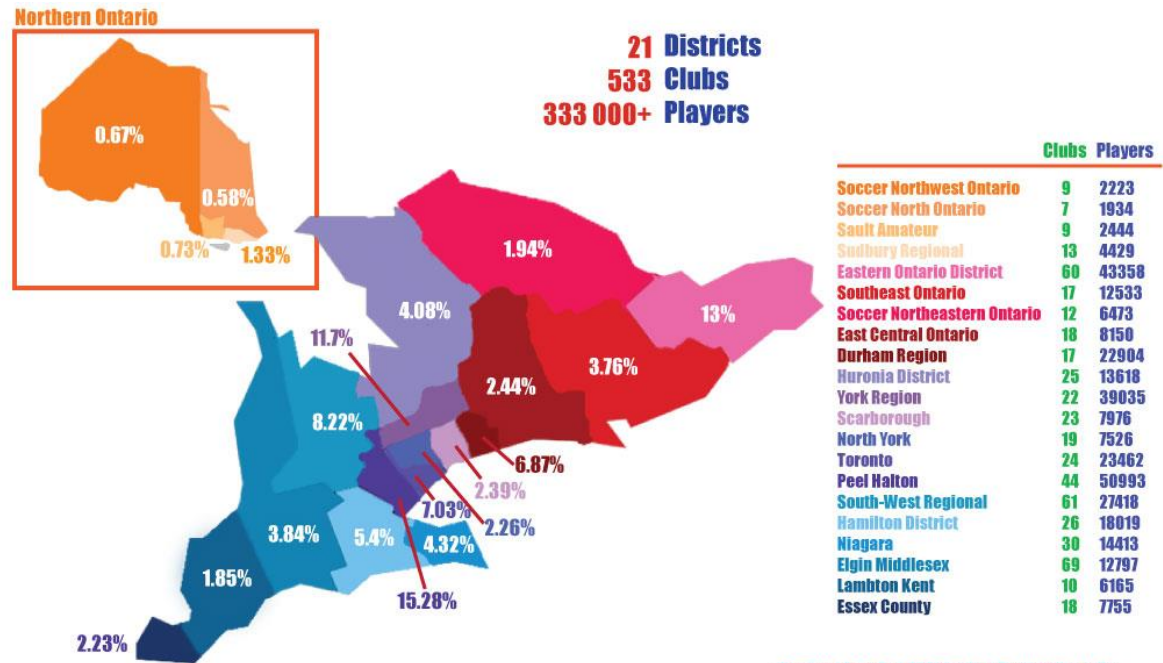 Northern Ontario
21 Districts
533 Clubs
333 000+ Players
0.67%
0.58%
0.73%
1.33%
1.94%
4.08%
13%
11.7%
3.76%
2.44%
8.22%
6.87%
2.39%
7.03%
2.26%
3.84%
5.4%
4.32%
1.85%
15.28%
2.23%
Clubs Players
Soccer Northwest Ontario 9 2223
Soccer North Ontario 7 1934
Sault Amateur 9 2444
Sudbury Regional 13 4429
Eastern Ontario District 60 43358
Southeast Ontario 17 12533
Soccer Northeastern Ontario 12 6473
East Central Ontario 18 8150
Durham Region 17 22904
Huronia District 25 13618
York Region 22 39035
Scarborough 23 7976
North York 19 7526
Toronto 24 23462
Peel Halton 44 50993
South-West Regional 61 27418
Hamilton District 26 18019
Niagara 30 14413
Elgin Middlesex 69 12797
Lambton Kent 10 6165
Essex County 18 7755